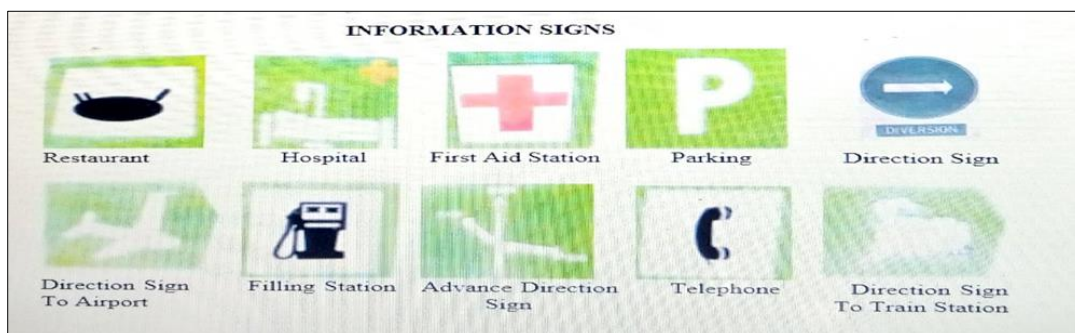 INFORMATION SIGNS
P
DIVERSION
Restaurant
Hospital
First Aid Station
Parking
Direction Sign
Direction Sign
To Airport
Filling Station
Advance Direction
Sign
Telephone
Direction Sign
To Train Station